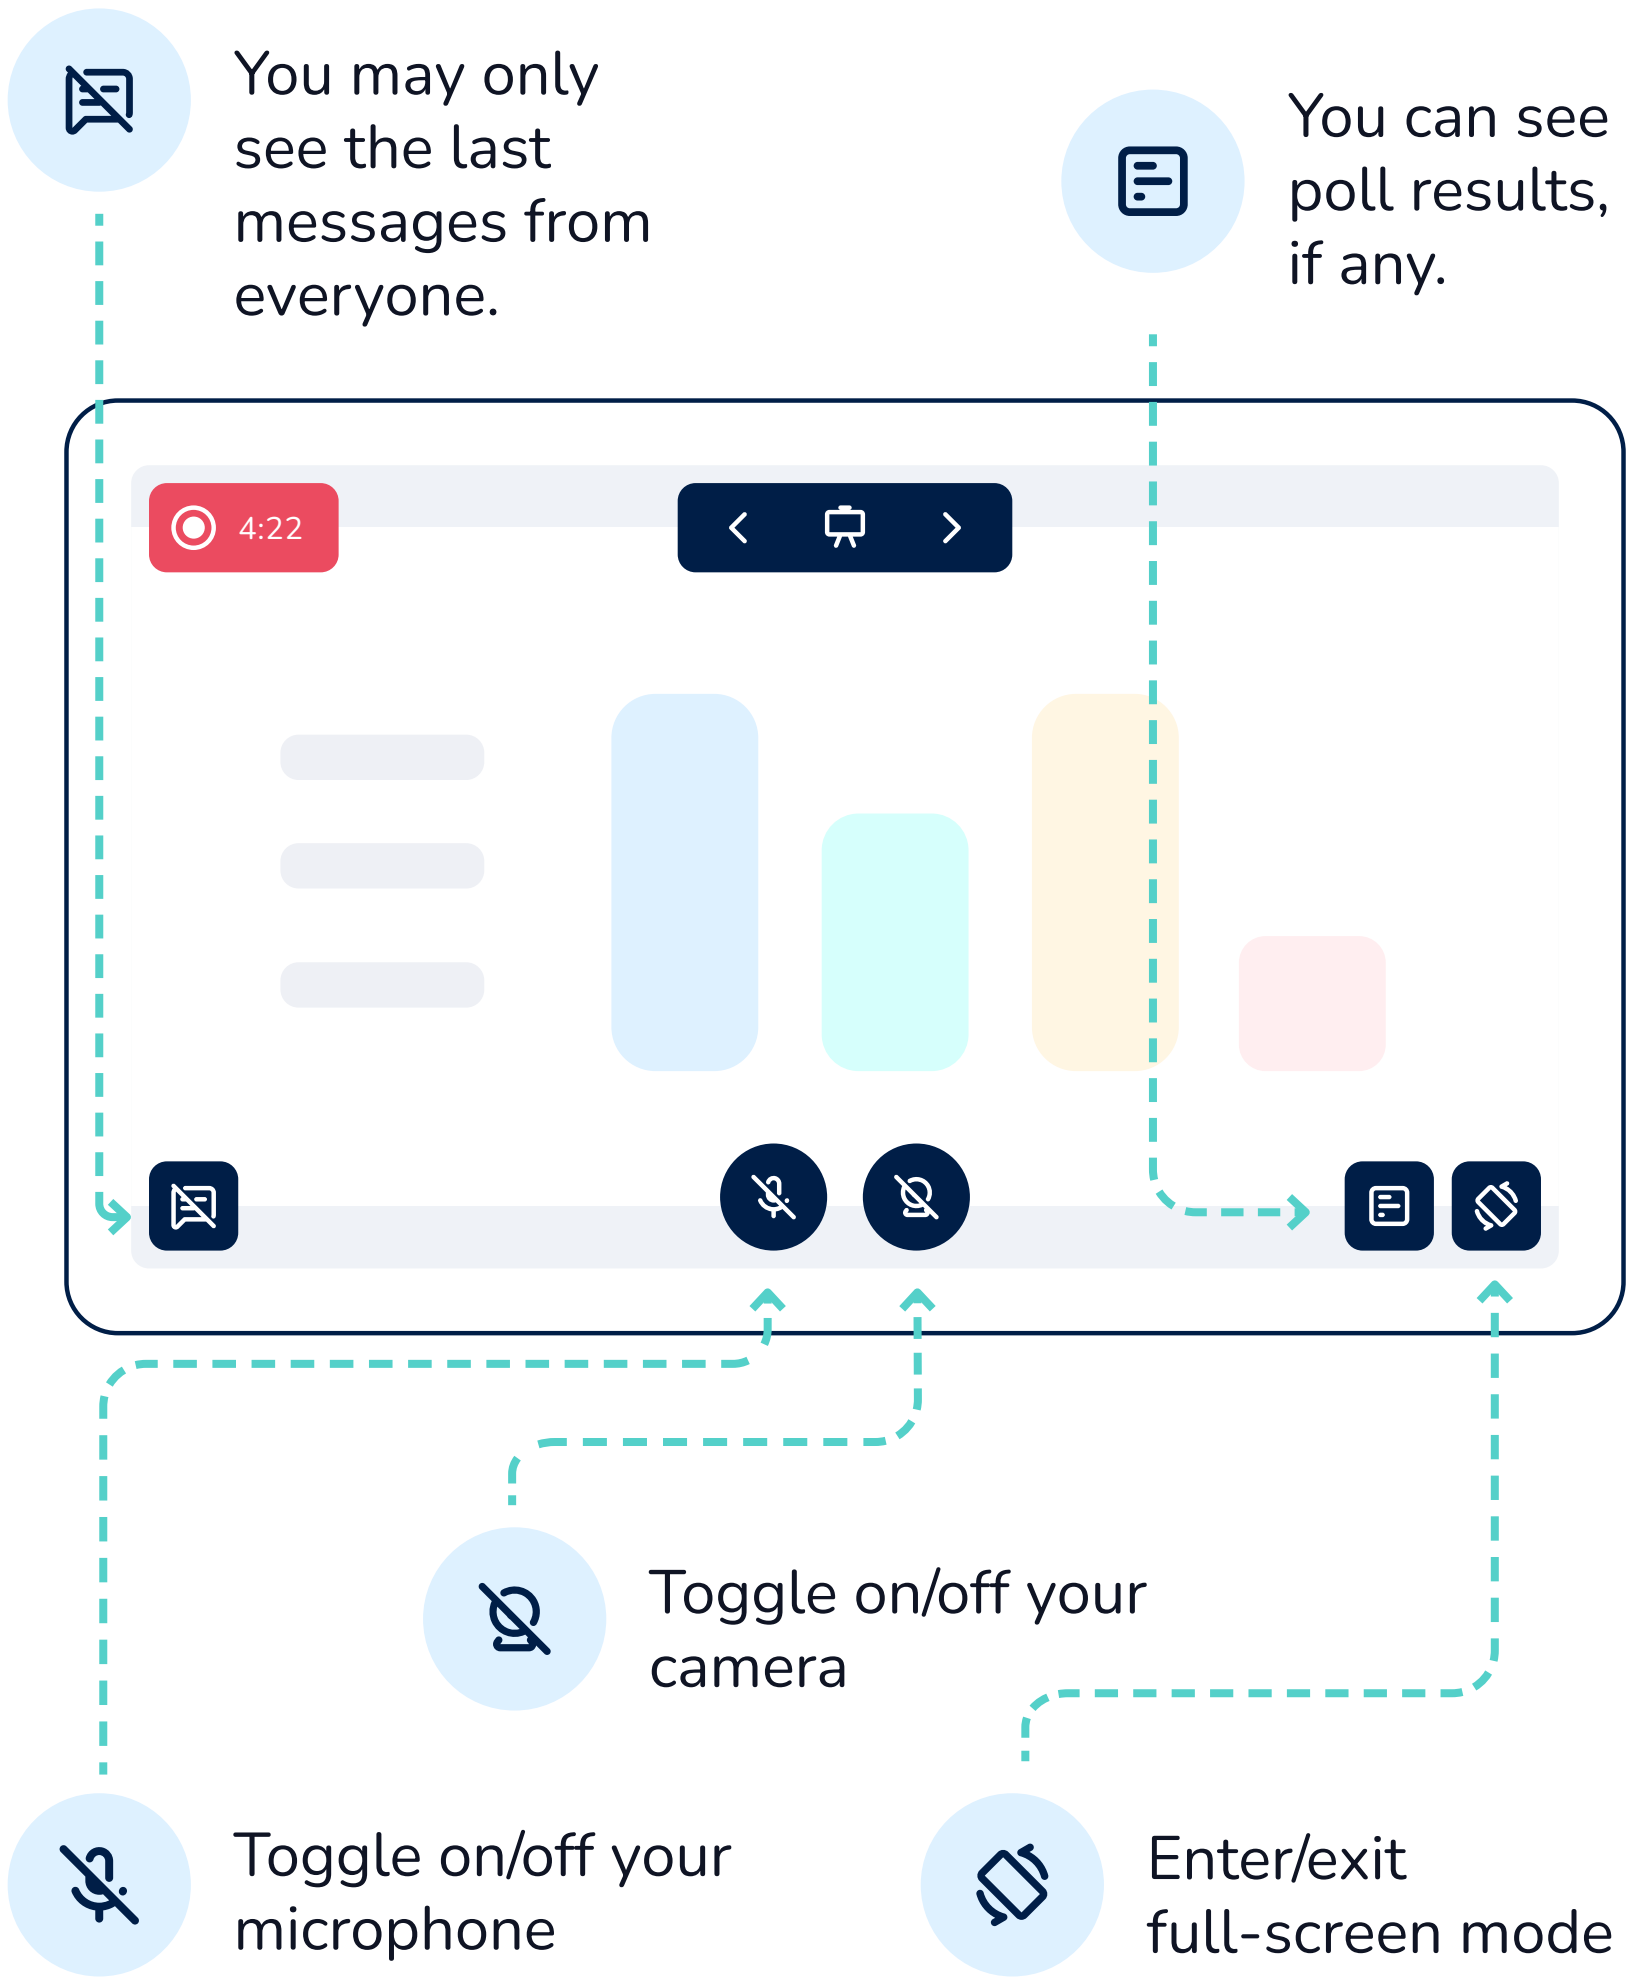 You may only
see the last
messages from
everyone.
You can see
poll results,
if any.
4:22
Toggle on/off your
camera
Toggle on/off your
microphone
Enter/exit
full-screen mode